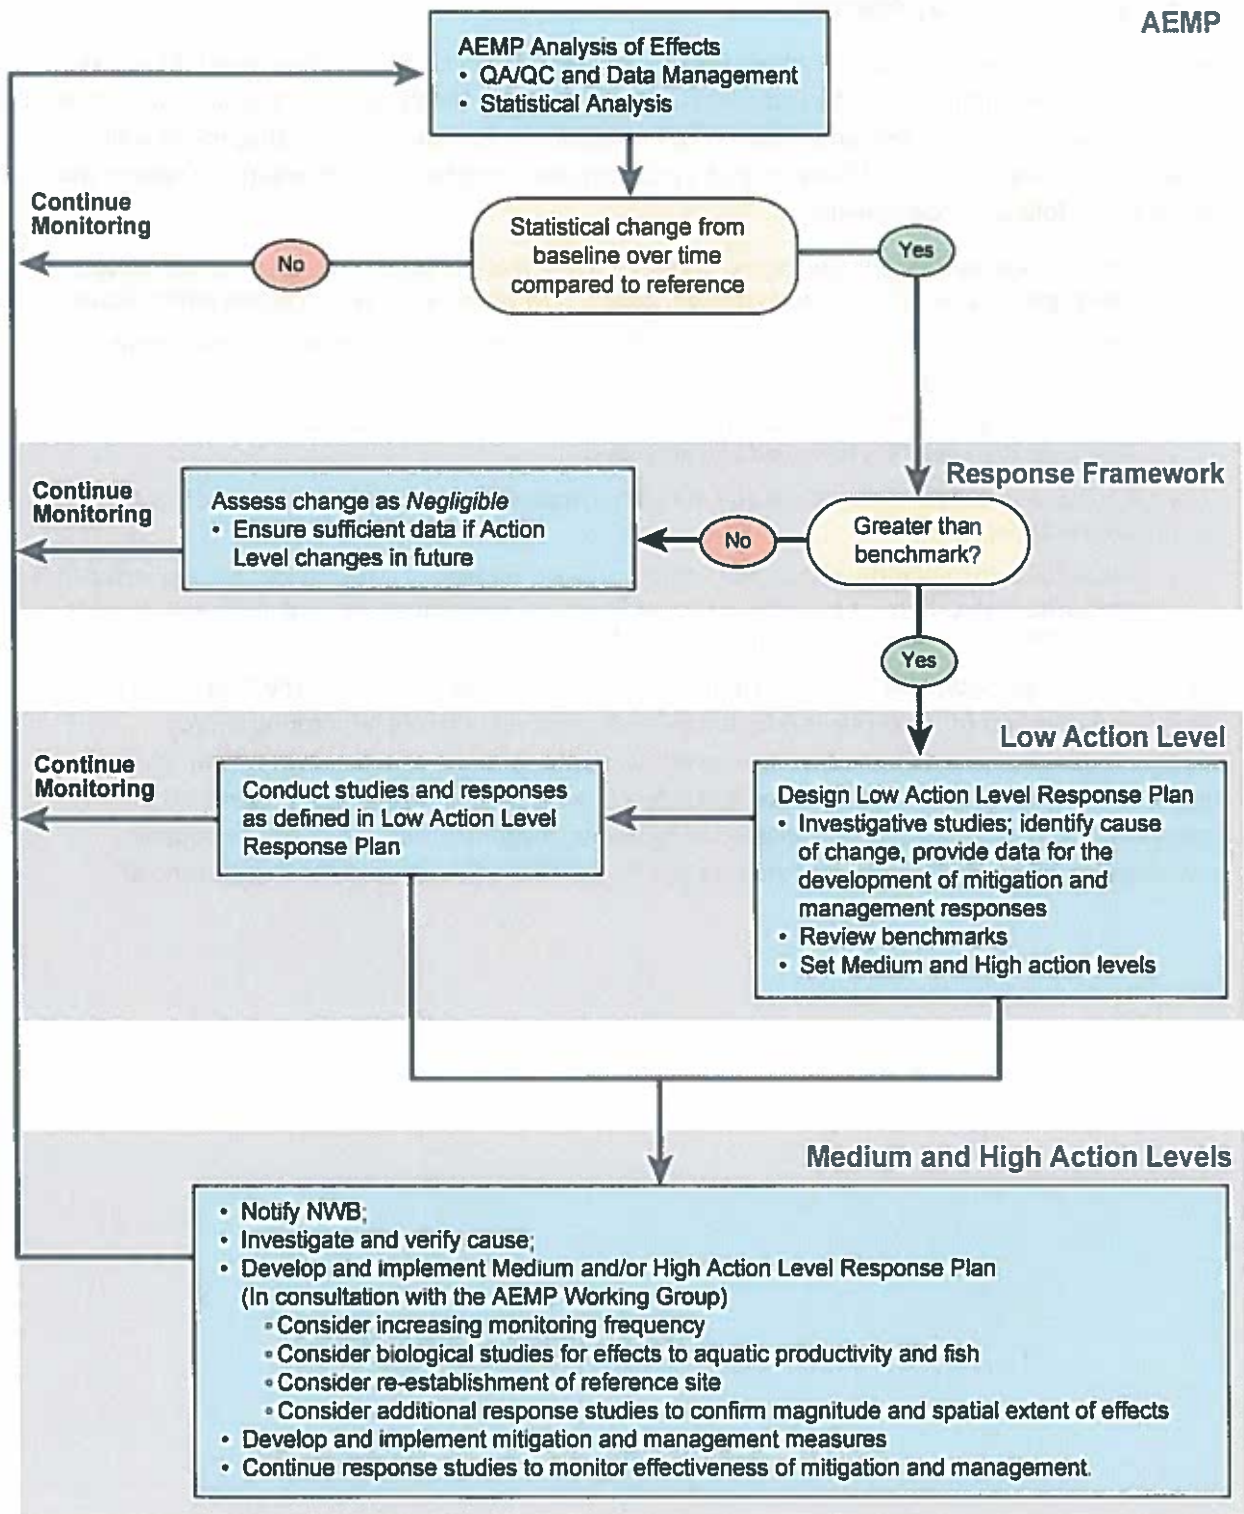 AEMP
AEMP Analysis of Effects
• QA/QC and Data Management
• Statistical Analysis
Continue
Monitoring
No
Statistical change from
baseline over time
compared to reference
Yes
Response Framework
Continue
Monitoring
Assess change as Negligible
• Ensure sufficient data if Action
Level changes in future
No
Greater than
benchmark?
Yes
Low Action Level
Continue
Monitoring
Conduct studies and responses
as defined in Low Action Level
Response Plan
Design Low Action Level Response Plan
• Investigative studies; identify cause
of change, provide data for the
development of mitigation and
management responses
• Review benchmarks
• Set Medium and High action levels
Medium and High Action Levels
• Notify NWB;
• Investigate and verify cause;
• Develop and implement Medium and/or High Action Level Response Plan
(In consultation with the AEMP Working Group)
▫ Consider increasing monitoring frequency
▫ Consider biological studies for effects to aquatic productivity and fish
▫ Consider re-establishment of reference site
▫ Consider additional response studies to confirm magnitude and spatial extent of effects
• Develop and implement mitigation and management measures
• Continue response studies to monitor effectiveness of mitigation and management.